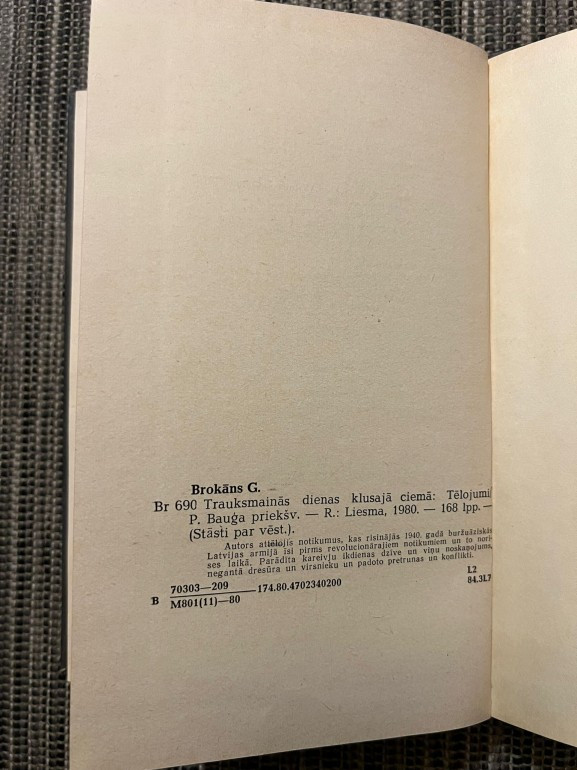 Brokāns G.
Br 690 Trauksmainās dienas klusajā ciemā: Tēlojumi/
P. Bauģa priekšv. — R.: Liesma, 1980. — 168 lpp. —
(Stāsti par vēst.).
Autors attēlojis notikumus, kas risinājās 1940. gadā buržuāziskās
Latvijas armijā īsi pirms revolucionārajiem notikumiem un to nori-
ses laikā. Parādīta kareivju ikdienas dzīve un viņu noskaņojums,
negantā dresūra un virsnieku un padoto pretrunas un konflikti.
B 70303—209 174.80.4702340200 L2
M801(11)—80 84.3L7